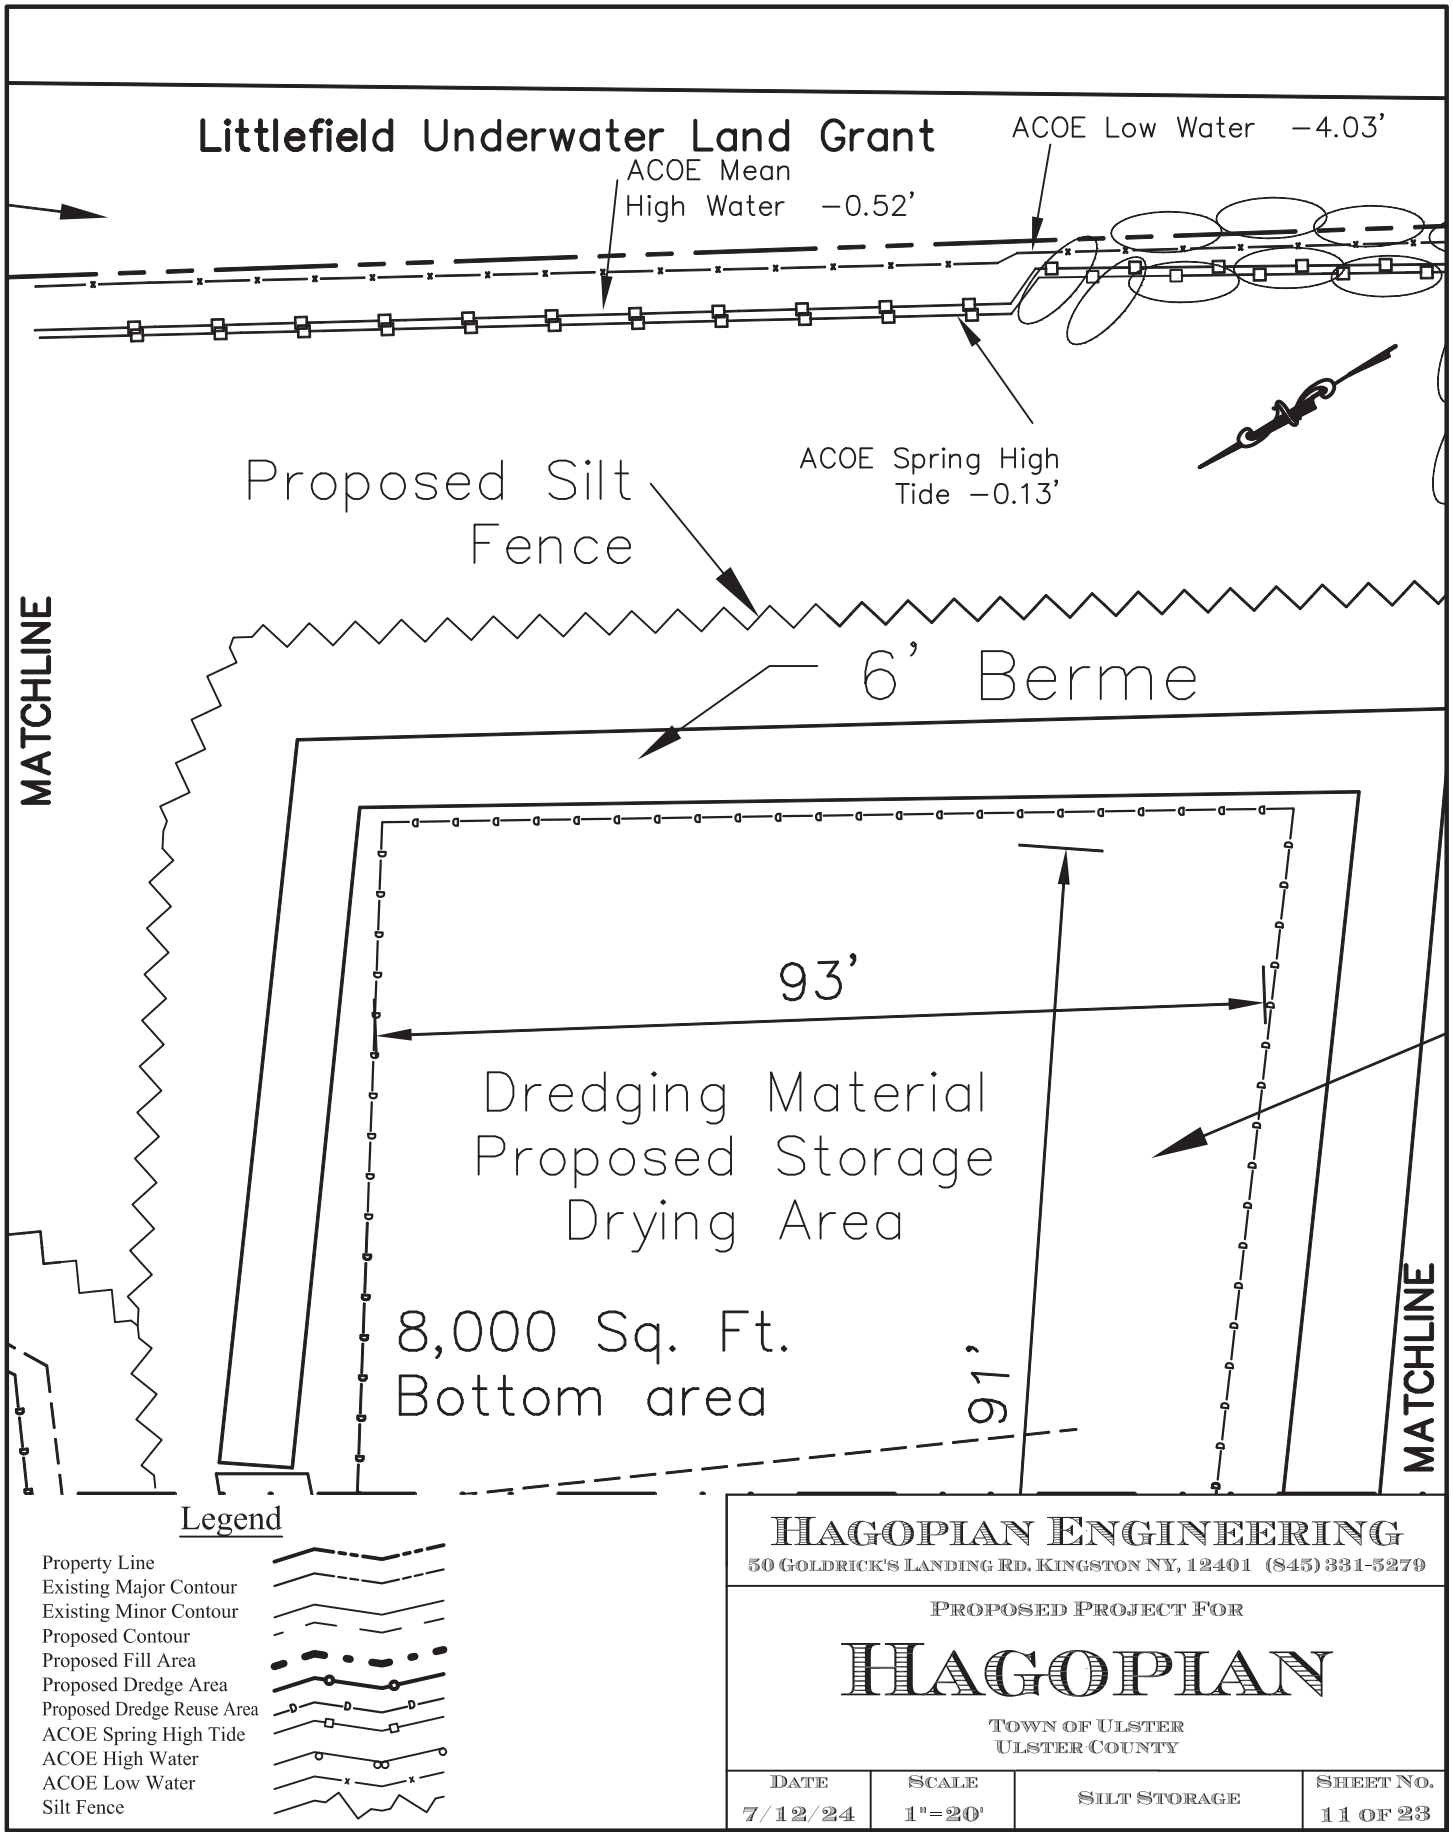 Littlefield Underwater Land Grant
ACOE Low Water -4.03'
ACOE Mean
High Water -0.52'
ACOE Spring High
Tide -0.13'
Proposed Silt
Fence
MATCHLINE
6' Berme
93'
Dredging Material
Proposed Storage
Drying Area
8,000 Sq. Ft.
Bottom area
91'
MATCHLINE
Legend
Property Line
Existing Major Contour
Existing Minor Contour
Proposed Contour
Proposed Fill Area
Proposed Dredge Area
Proposed Dredge Reuse Area
ACOE Spring High Tide
ACOE High Water
ACOE Low Water
Silt Fence
HAGOPIAN ENGINEERING
50 GOLDRICK'S LANDING RD. KINGSTON NY, 12401 (845) 331-5279
PROPOSED PROJECT FOR
HAGOPIAN
TOWN OF ULSTER
ULSTER COUNTY
DATE
7/12/24
SCALE
1"=20'
SILT STORAGE
SHEET NO.
11 OF 23